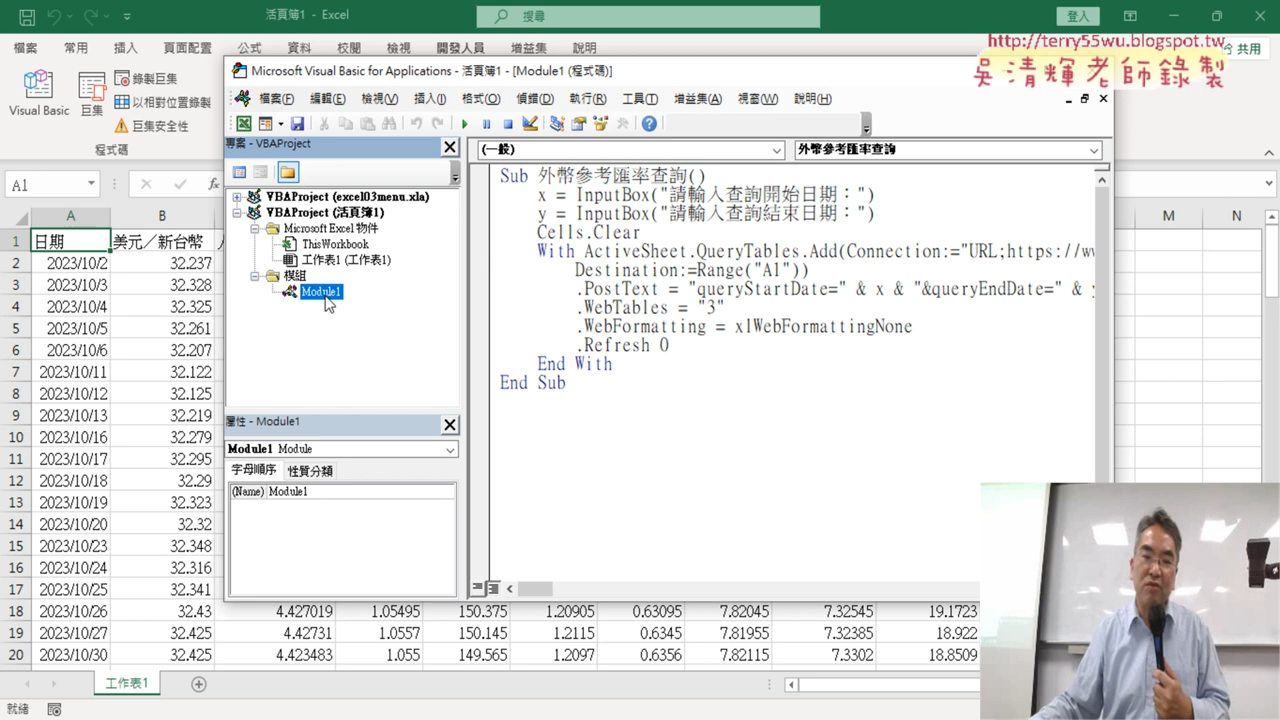 活頁簿1 - Excel
搜尋
登入
檔案 常用 插入 頁面配置 公式 資料 校閱 檢視 開發人員 增益集 說明
共用
http://terry55wu.blogspot.tw
吳清輝老師錄製
Visual Basic
巨集
錄製巨集
以相對位置錄製
巨集安全性
程式碼
A1
fx
Microsoft Visual Basic for Applications - 活頁簿1 - [Module1 (程式碼)]
檔案(F) 編輯(E) 檢視(V) 插入(I) 格式(O) 偵錯(D) 執行(R) 工具(T) 增益集(A) 視窗(W) 說明(H)
專案 - VBAProject
VBAProject (excel03menu.xla)
VBAProject (活頁簿1)
Microsoft Excel 物件
ThisWorkbook
工作表1 (工作表1)
模組
Module1
屬性 - Module1
Module1 Module
字母順序 性質分類
(Name) Module1
(一般)
外幣參考匯率查詢
Sub 外幣參考匯率查詢()
x = InputBox("請輸入查詢開始日期：")
y = InputBox("請輸入查詢結束日期：")
Cells.Clear
With ActiveSheet.QueryTables.Add(Connection:="URL;https://w
Destination:=Range("A1"))
.PostText = "queryStartDate=" & x & "&queryEndDate=" & y
.WebTables = "3"
.WebFormatting = xlWebFormattingNone
.Refresh 0
End With
End Sub
A B M N
1 日期 美元／新台幣
2 2023/10/2 32.237
3 2023/10/3 32.328
4 2023/10/4 32.325
5 2023/10/5 32.261
6 2023/10/6 32.207
7 2023/10/11 32.122
8 2023/10/12 32.125
9 2023/10/13 32.219
10 2023/10/16 32.279
11 2023/10/17 32.295
12 2023/10/18 32.29
13 2023/10/19 32.323
14 2023/10/20 32.32
15 2023/10/23 32.348
16 2023/10/24 32.316
17 2023/10/25 32.341
18 2023/10/26 32.43 4.427019 1.05495 150.375 1.20905 0.63095 7.82045 7.32545 19.1723
19 2023/10/27 32.425 4.42731 1.0557 150.145 1.2115 0.6345 7.81955 7.32385 18.922
20 2023/10/30 32.425 4.423483 1.055 149.565 1.2097 0.6356 7.82115 7.3302 18.8509
工作表1
就緒